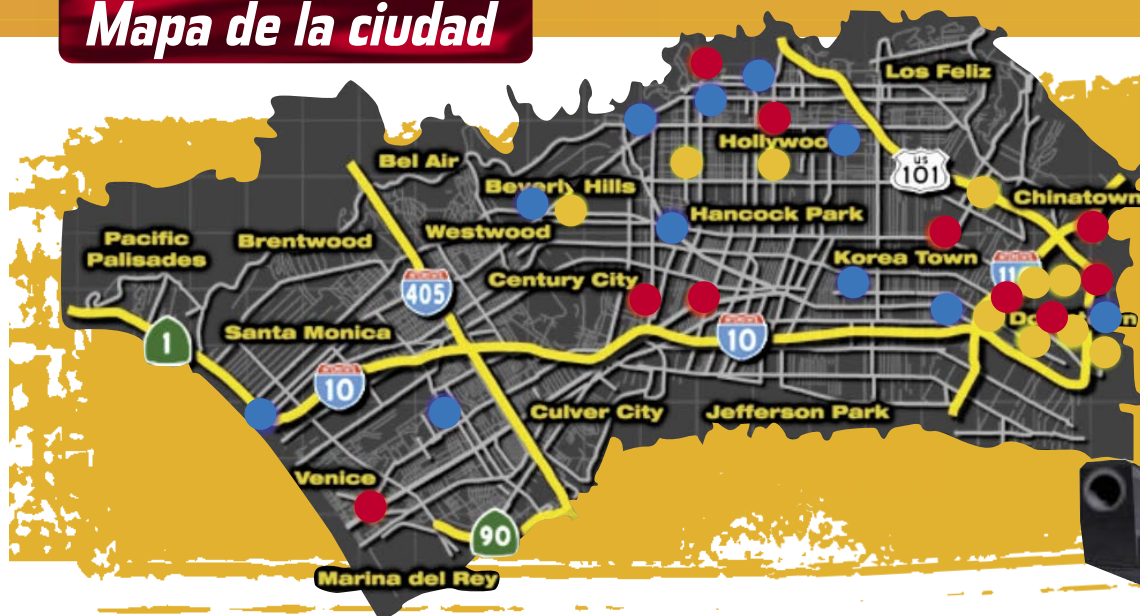 Mapa de la ciudad
Los Feliz
Hollywoo
US
101
Bel Air
Beverly Hills
Chinatown
Hancock Park
Westwood
Brentwood
Pacific
Palisades
Korea Town
Century City
405
110
Santa Monica
1
10
10
Culver City
Jefferson Park
Venice
90
Marina del Rey